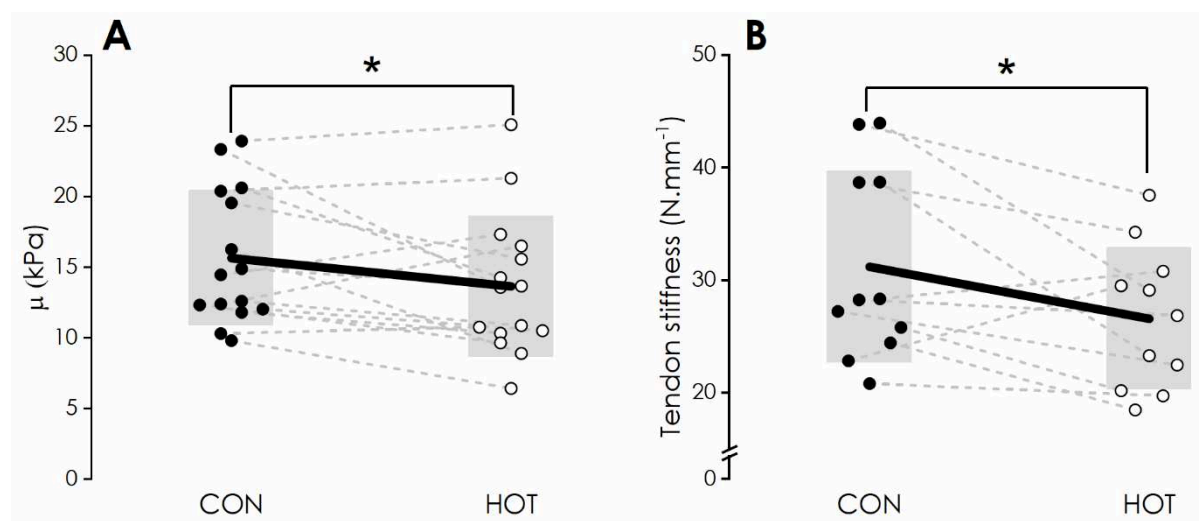 A
30
25
20
15
10
5
0
μ (kPa)
*
CON
HOT
B
50
40
30
20
0
Tendon stiffness (N.mm⁻¹)
*
CON
HOT